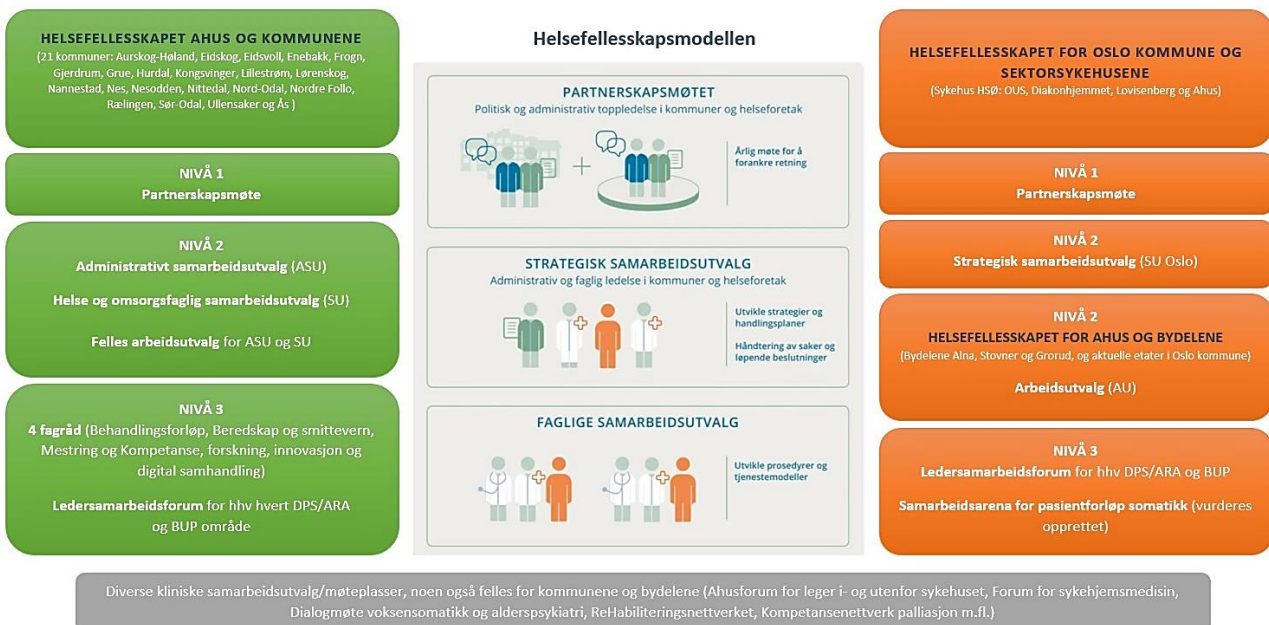 HELSEFELLESSKAPET AHUS OG KOMMUNENE
(21 kommuner: Aurskog-Høland, Eidskog, Eidsvoll, Enebakk, Frogn,
Gjerdrum, Grue, Hurdal, Kongsvinger, Lillestrøm, Lørenskog,
Nannestad, Nes, Nesodden, Nittedal, Nord-Odal, Nordre Follo,
Rælingen, Sør-Odal, Ullensaker og Ås )
NIVÅ 1
Partnerskapsmøte
NIVÅ 2
Administrativt samarbeidsutvalg (ASU)
Helse og omsorgsfaglig samarbeidsutvalg (SU)
Felles arbeidsutvalg for ASU og SU
NIVÅ 3
4 fagråd (Behandlingsforløp, Beredskap og smittevern,
Mestring og Kompetanse, forskning, innovasjon og
digital samhandling)
Ledersamarbeidsforum for hhv hvert DPS/ARA
og BUP område
Helsefellesskapsmodellen
PARTNERSKAPSMØTET
Politisk og administrativ toppledelse i kommuner og helseforetak
Årlig møte for å
forankre retning
STRATEGISK SAMARBEIDSUTVALG
Administrativ og faglig ledelse i kommuner og helseforetak
Utvikle strategier og
handlingsplaner
Håndtering av saker og
løpende beslutninger
FAGLIGE SAMARBEIDSUTVALG
Utvikle prosedyrer og
tjenestemodeller
HELSEFELLESSKAPET FOR OSLO KOMMUNE OG
SEKTORSYKEHUSENE
(Sykehus HSØ: OUS, Diakonhjemmet, Lovisenberg og Ahus)
NIVÅ 1
Partnerskapsmøte
NIVÅ 2
Strategisk samarbeidsutvalg (SU Oslo)
NIVÅ 2
HELSEFELLESSKAPET FOR AHUS OG BYDELENE
(Bydelene Alna, Stovner og Grorud, og aktuelle etater i Oslo kommune)
Arbeidsutvalg (AU)
NIVÅ 3
Ledersamarbeidsforum for hhv DPS/ARA og BUP
Samarbeidsarena for pasientforløp somatikk (vurderes
opprettet)
Diverse kliniske samarbeidsutvalg/møteplasser, noen også felles for kommunene og bydelene (Ahusforum for leger i- og utenfor sykehuset, Forum for sykehjemsmedisin,
Dialogmøte voksensomatikk og alderspsykiatri, ReHabiliteringsnettverket, Kompetansenettverk palliasjon m.fl.)